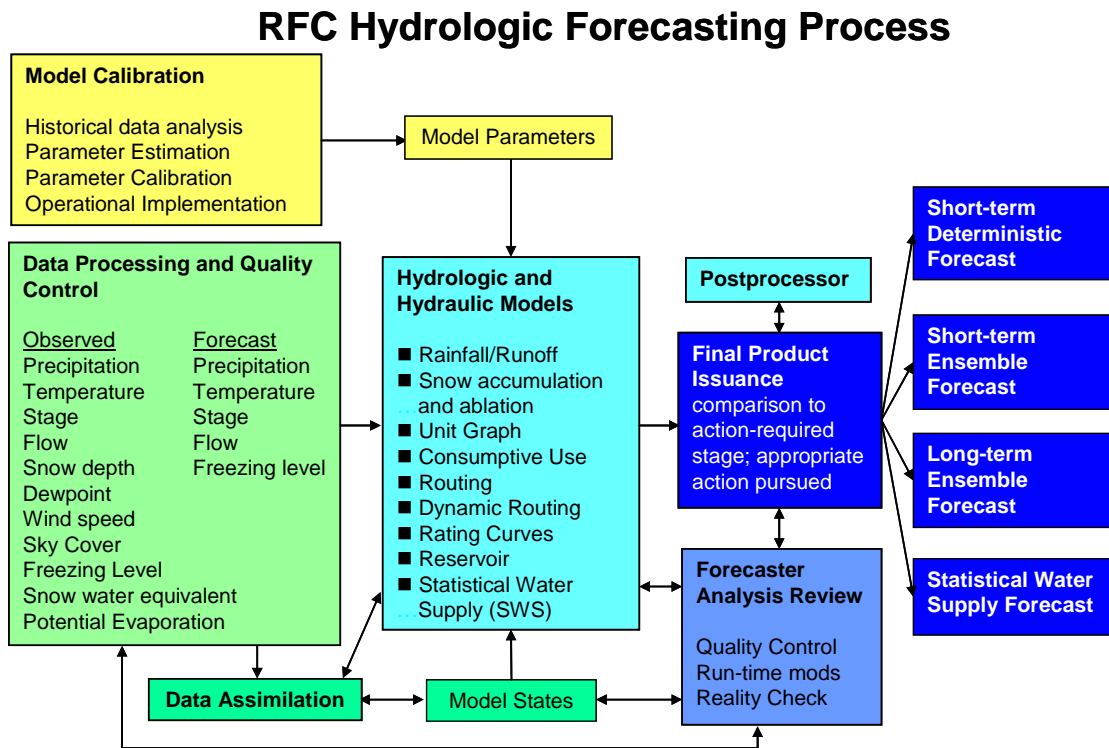 RFC Hydrologic Forecasting Process
Model Calibration
Historical data analysis
Parameter Estimation
Parameter Calibration
Operational Implementation
Model Parameters
Data Processing and Quality
Control
Observed
Precipitation
Temperature
Stage
Flow
Snow depth
Dewpoint
Wind speed
Sky Cover
Freezing Level
Snow water equivalent
Potential Evaporation
Forecast
Precipitation
Temperature
Stage
Flow
Freezing level
Hydrologic and
Hydraulic Models
■ Rainfall/Runoff
■ Snow accumulation
...and ablation
■ Unit Graph
■ Consumptive Use
■ Routing
■ Dynamic Routing
■ Rating Curves
■ Reservoir
■ Statistical Water
...Supply (SWS)
Postprocessor
Final Product
Issuance
comparison to
action-required
stage; appropriate
action pursued
Forecaster
Analysis Review
Quality Control
Run-time mods
Reality Check
Data Assimilation
Model States
Short-term
Deterministic
Forecast
Short-term
Ensemble
Forecast
Long-term
Ensemble
Forecast
Statistical Water
Supply Forecast